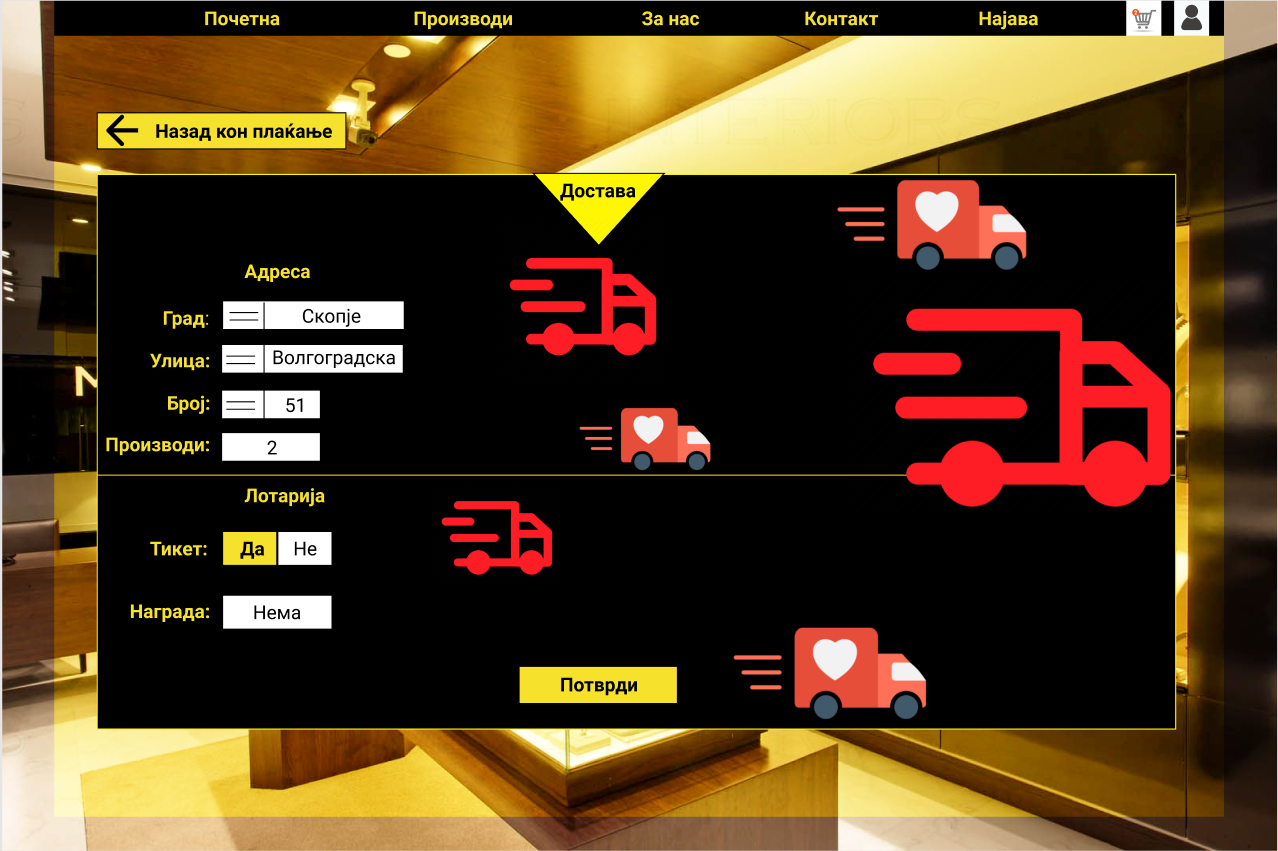 Почетна Производи За нас Контакт Најава
INTERIORS
Назад кон плаќање
Достава
Адреса
Град: Скопје
Улица: Волгоградска
Број: 51
Производи: 2
Лотарија
Тикет: Да Не
Награда: Нема
Потврди